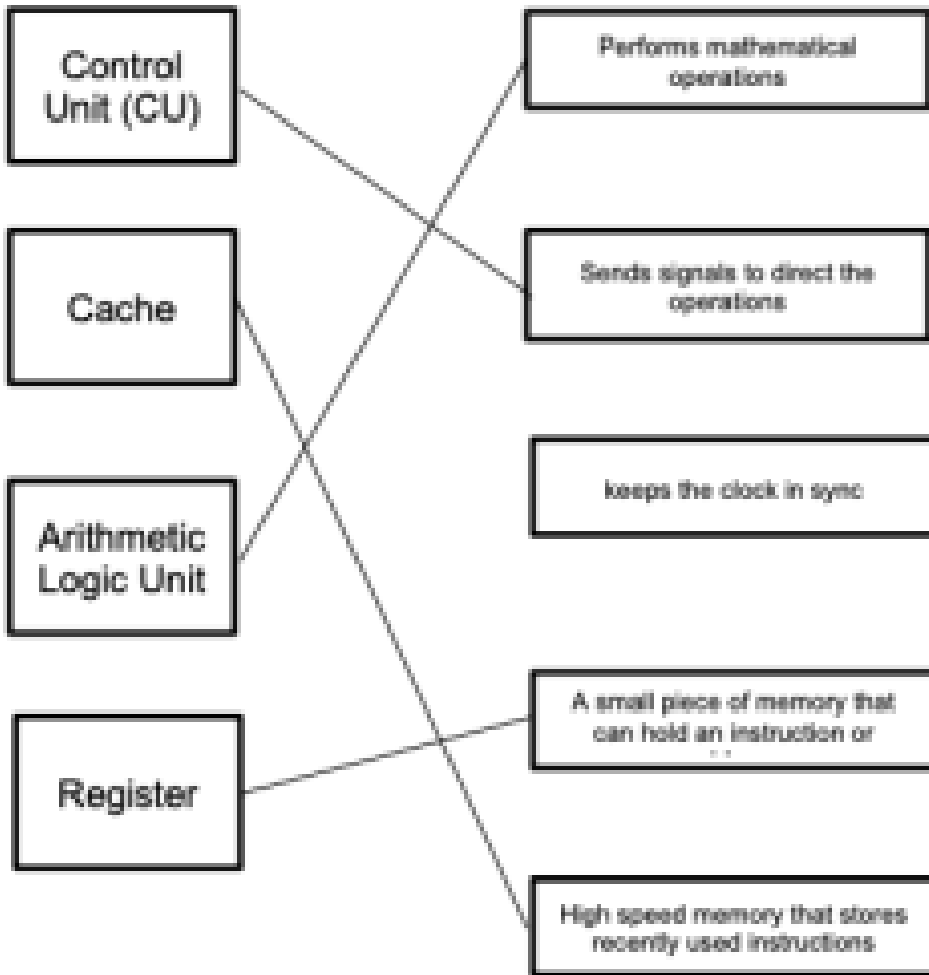 Control
Unit (CU)
Performs mathematical
operations
Cache
Sends signals to direct the
operations
keeps the clock in sync
Arithmetic
Logic Unit
A small piece of memory that
can hold an instruction or
Register
High speed memory that stores
recently used instructions